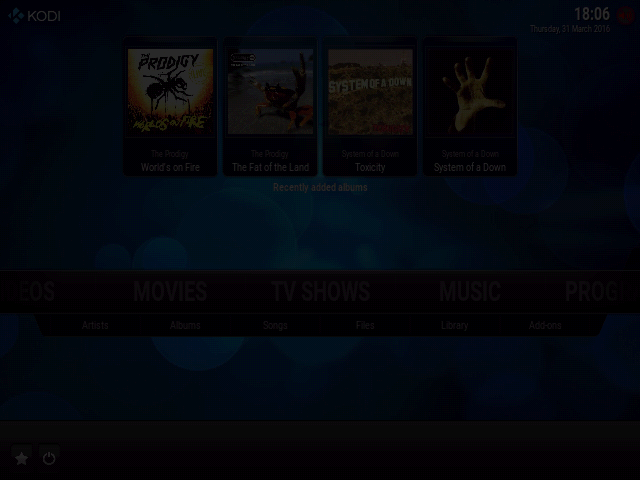 KODI
18:06
Thursday, 31 March 2016
THE PRODIGY
WORLD'S ON FIRE
SYSTEM OF A DOWN
The Prodigy
World's on Fire
The Prodigy
The Fat of the Land
System of a Down
Toxicity
System of a Down
System of a Down
Recently added albums
EOS
MOVIES
TV SHOWS
MUSIC
PROG
Artists
Albums
Songs
Files
Library
Add-ons